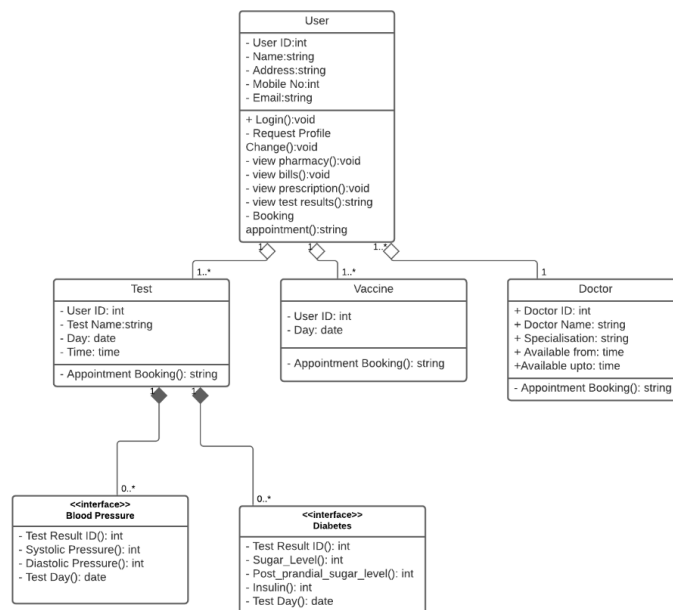 User
- User ID:int
- Name:string
- Address:string
- Mobile No:int
- Email:string
+ Login():void
- Request Profile
Change():void
- view pharmacy():void
- view bills():void
- view prescription():void
- view test results():string
- Booking
appointment():string
1
1
1..*
1..*
1..*
1
Test
- User ID: int
- Test Name:string
- Day: date
- Time: time
- Appointment Booking(): string
Vaccine
- User ID: int
- Day: date
- Appointment Booking(): string
Doctor
+ Doctor ID: int
+ Doctor Name: string
+ Specialisation: string
+ Available from: time
+Available upto: time
- Appointment Booking(): string
1
1
0..*
0..*
<<interface>>
Blood Pressure
- Test Result ID(): int
- Systolic Pressure(): int
- Diastolic Pressure(): int
- Test Day(): date
<<interface>>
Diabetes
- Test Result ID(): int
- Sugar_Level(): int
- Post_prandial_sugar_level(): int
- Insulin(): int
- Test Day(): date